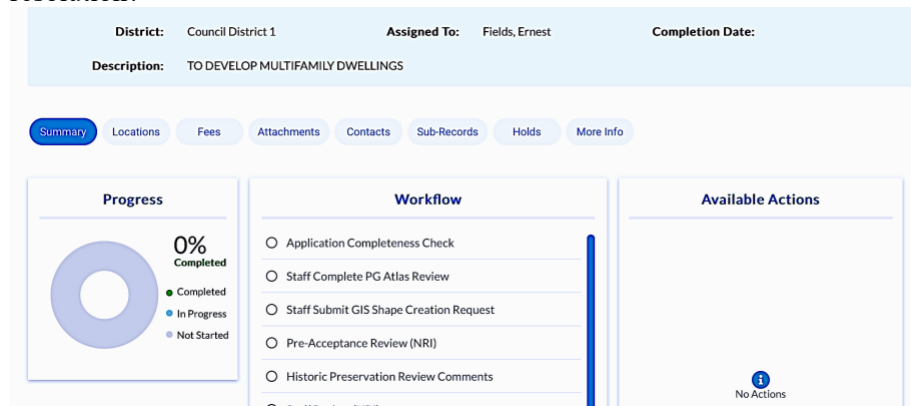 District: Council District 1 Assigned To: Fields, Ernest Completion Date:
Description: TO DEVELOP MULTIFAMILY DWELLINGS
Summary Locations Fees Attachments Contacts Sub-Records Holds More Info
Progress
0%
Completed
Completed
In Progress
Not Started
Workflow
Application Completeness Check
Staff Complete PG Atlas Review
Staff Submit GIS Shape Creation Request
Pre-Acceptance Review (NRI)
Historic Preservation Review Comments
Available Actions
No Actions